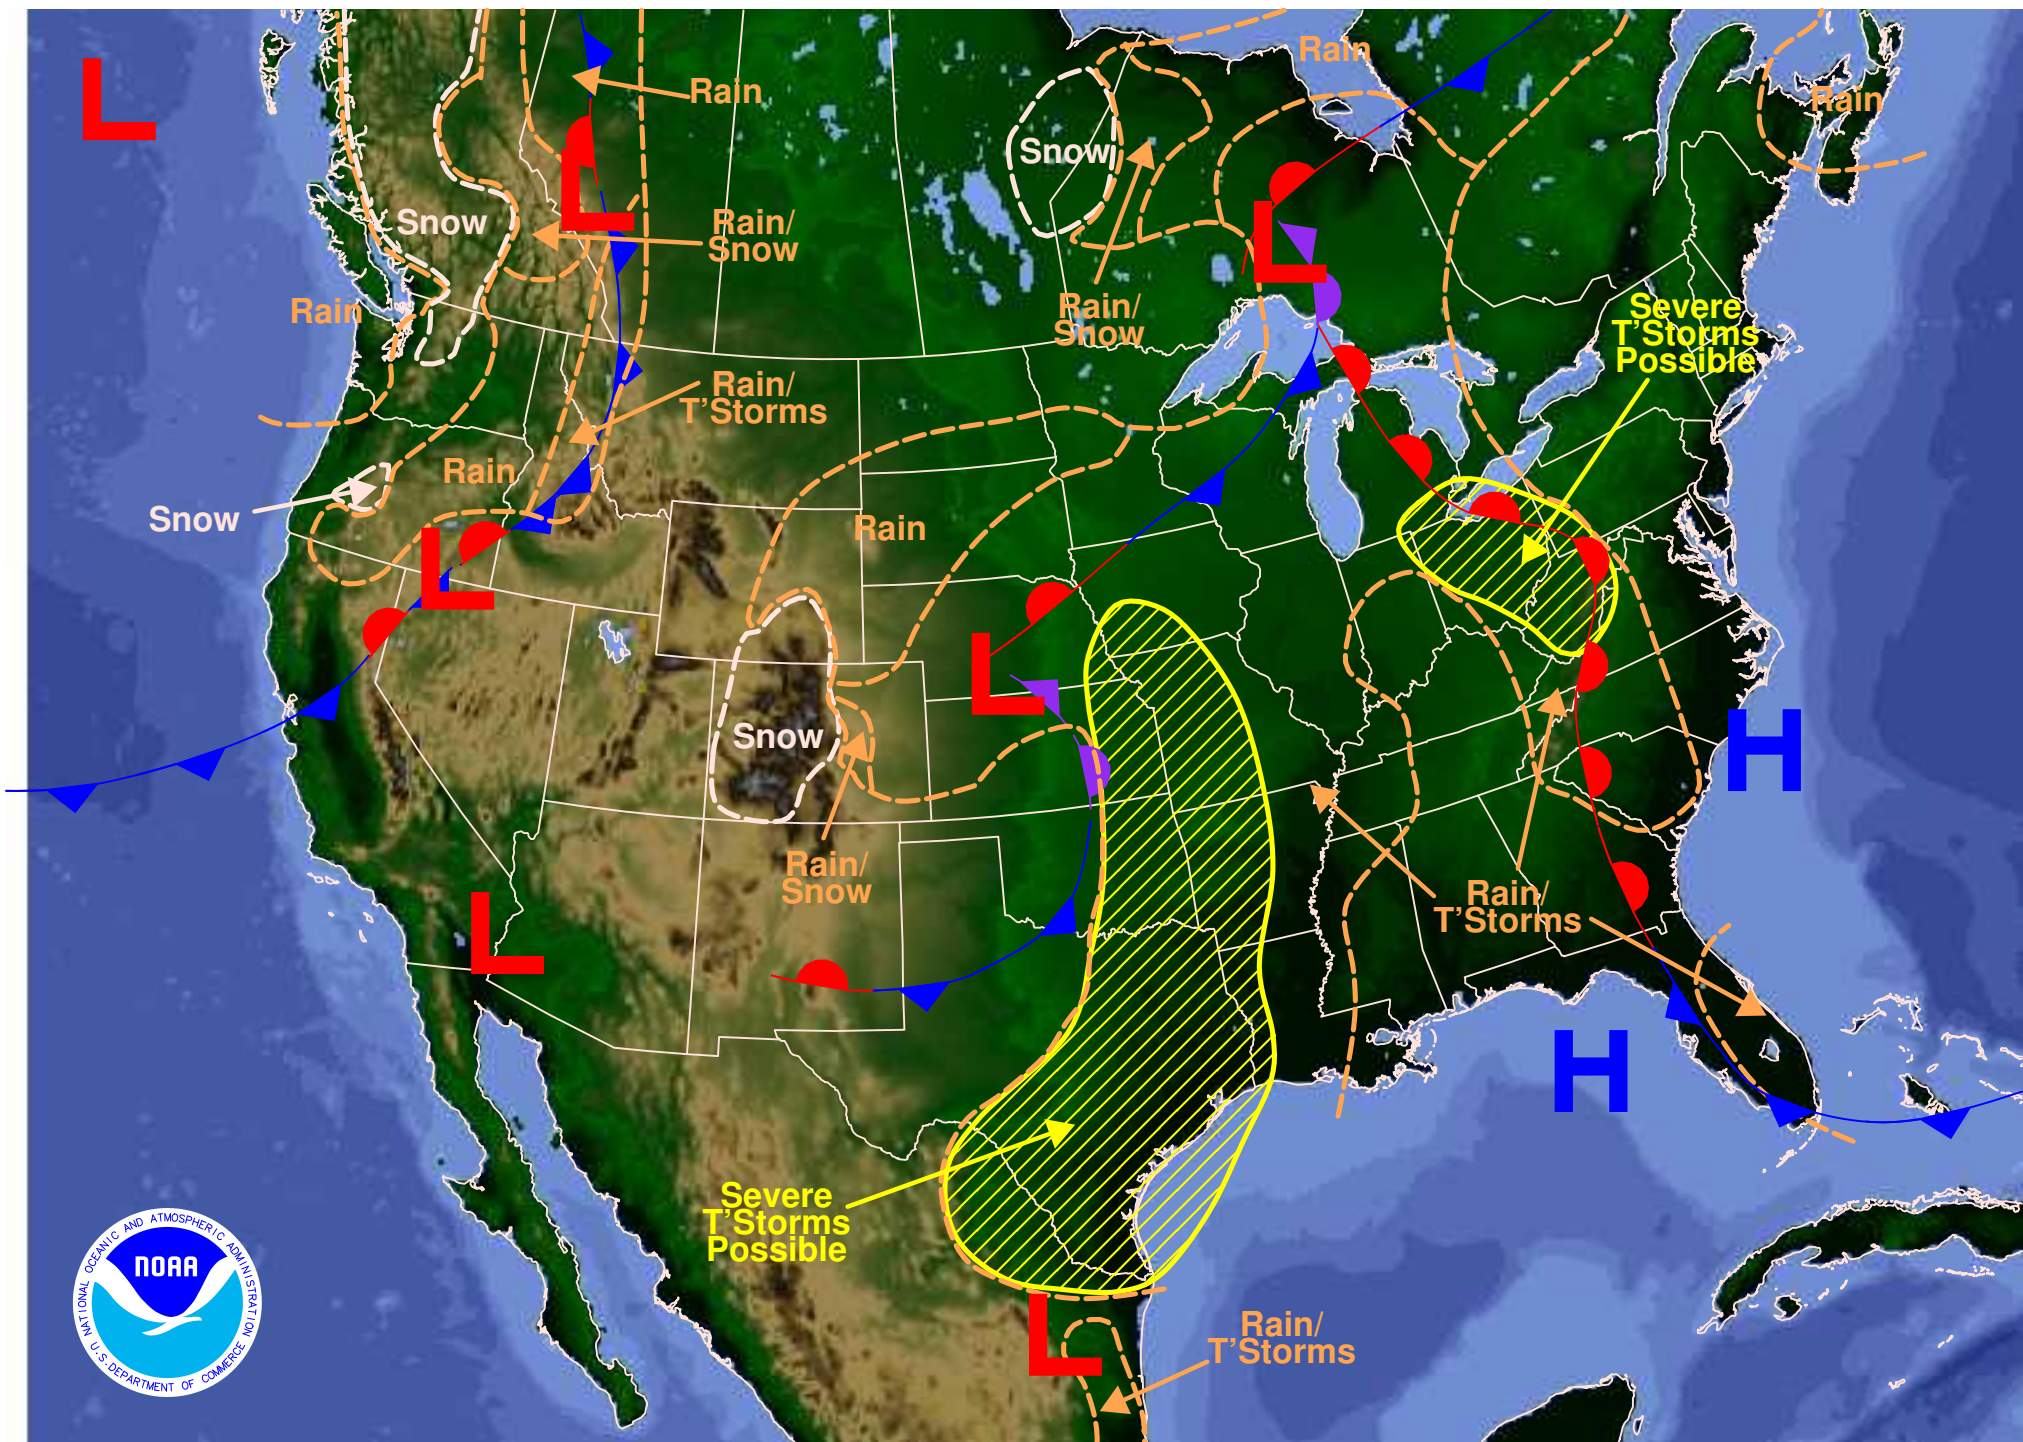 L
Rain
Rain
Rain
Snow
L
Snow
Rain/
Snow
L
Rain
Rain/
Snow
Severe
T'Storms
Possible
Rain/
T'Storms
Rain
Snow
Rain
L
L
Snow
H
Rain/
Snow
Rain/
T'Storms
L
H
Severe
T'Storms
Possible
L
Rain/
T'Storms
NATIONAL OCEANIC AND ATMOSPHERIC ADMINISTRATION
NOAA
U.S. DEPARTMENT OF COMMERCE